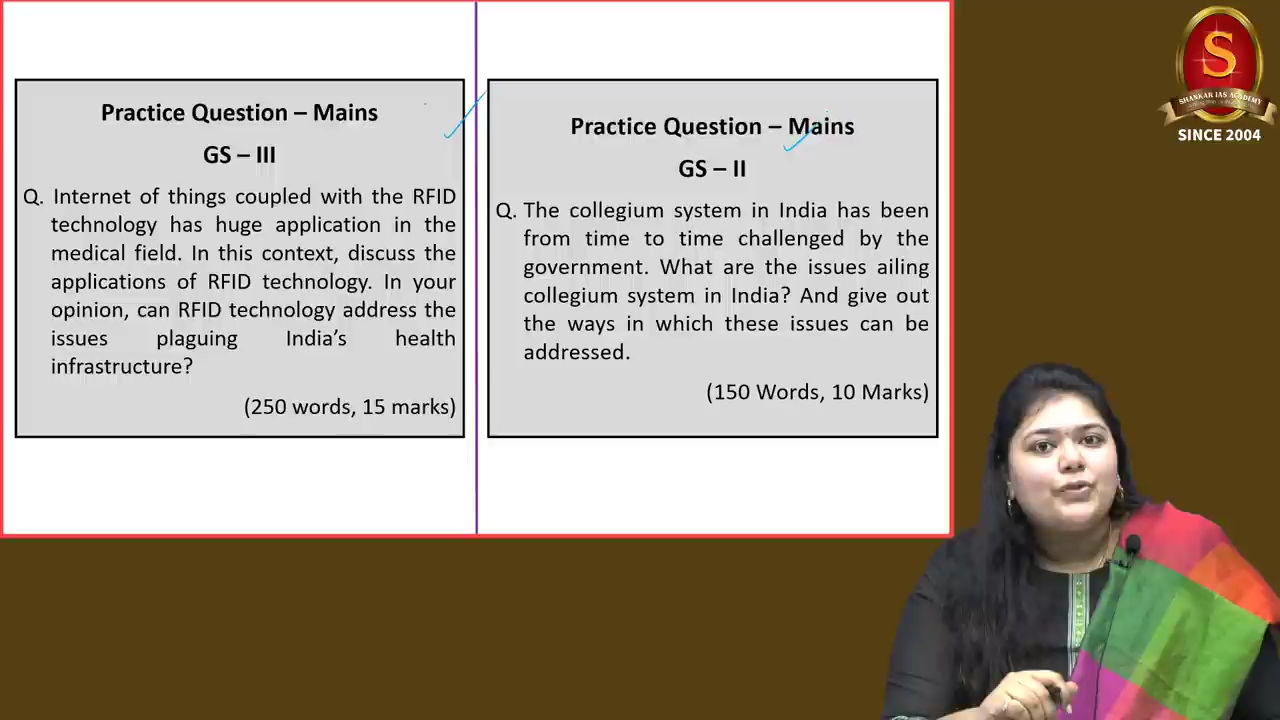 Practice Question – Mains
GS – III
Q. Internet of things coupled with the RFID
technology has huge application in the
medical field. In this context, discuss the
applications of RFID technology. In your
opinion, can RFID technology address the
issues plaguing India’s health
infrastructure?
(250 words, 15 marks)
Practice Question – Mains
GS – II
Q. The collegium system in India has been
from time to time challenged by the
government. What are the issues ailing
collegium system in India? And give out
the ways in which these issues can be
addressed.
(150 Words, 10 Marks)
S
SHANKAR IAS ACADEMY
SINCE 2004